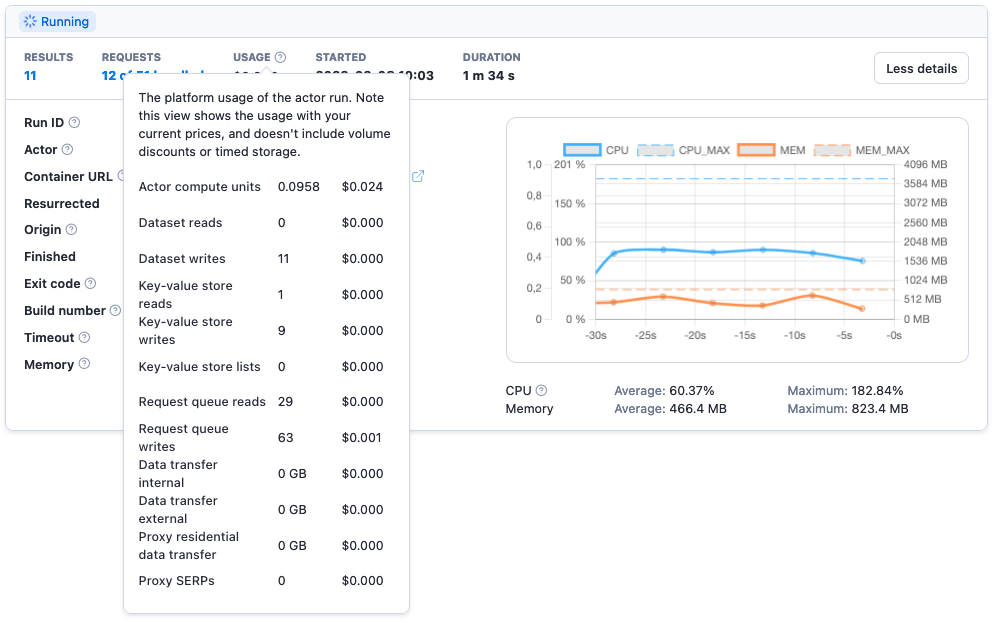 Running
RESULTS REQUESTS USAGE STARTED DURATION
11 12 of 1 m 34 s
Less details
The platform usage of the actor run. Note
this view shows the usage with your
current prices, and doesn't include volume
discounts or timed storage.
Actor compute units 0.0958 $0.024
Dataset reads 0 $0.000
Dataset writes 11 $0.000
Key-value store
reads 1 $0.000
Key-value store
writes 9 $0.000
Key-value store lists 0 $0.000
Request queue reads 29 $0.000
Request queue
writes 63 $0.001
Data transfer
internal 0 GB $0.000
Data transfer
external 0 GB $0.000
Proxy residential
data transfer 0 GB $0.000
Proxy SERPs 0 $0.000
Run ID
Actor
Container URL
Resurrected
Origin
Finished
Exit code
Build number
Timeout
Memory
CPU CPU_MAX MEM MEM_MAX
1,0
0,8
0,6
0,4
0,2
0
201 %
150 %
100 %
50 %
0 %
4096 MB
3584 MB
3072 MB
2560 MB
2048 MB
1536 MB
1024 MB
512 MB
0 MB
-30s -25s -20s -15s -10s -5s -0s
CPU Average: 60.37% Maximum: 182.84%
Memory Average: 466.4 MB Maximum: 823.4 MB